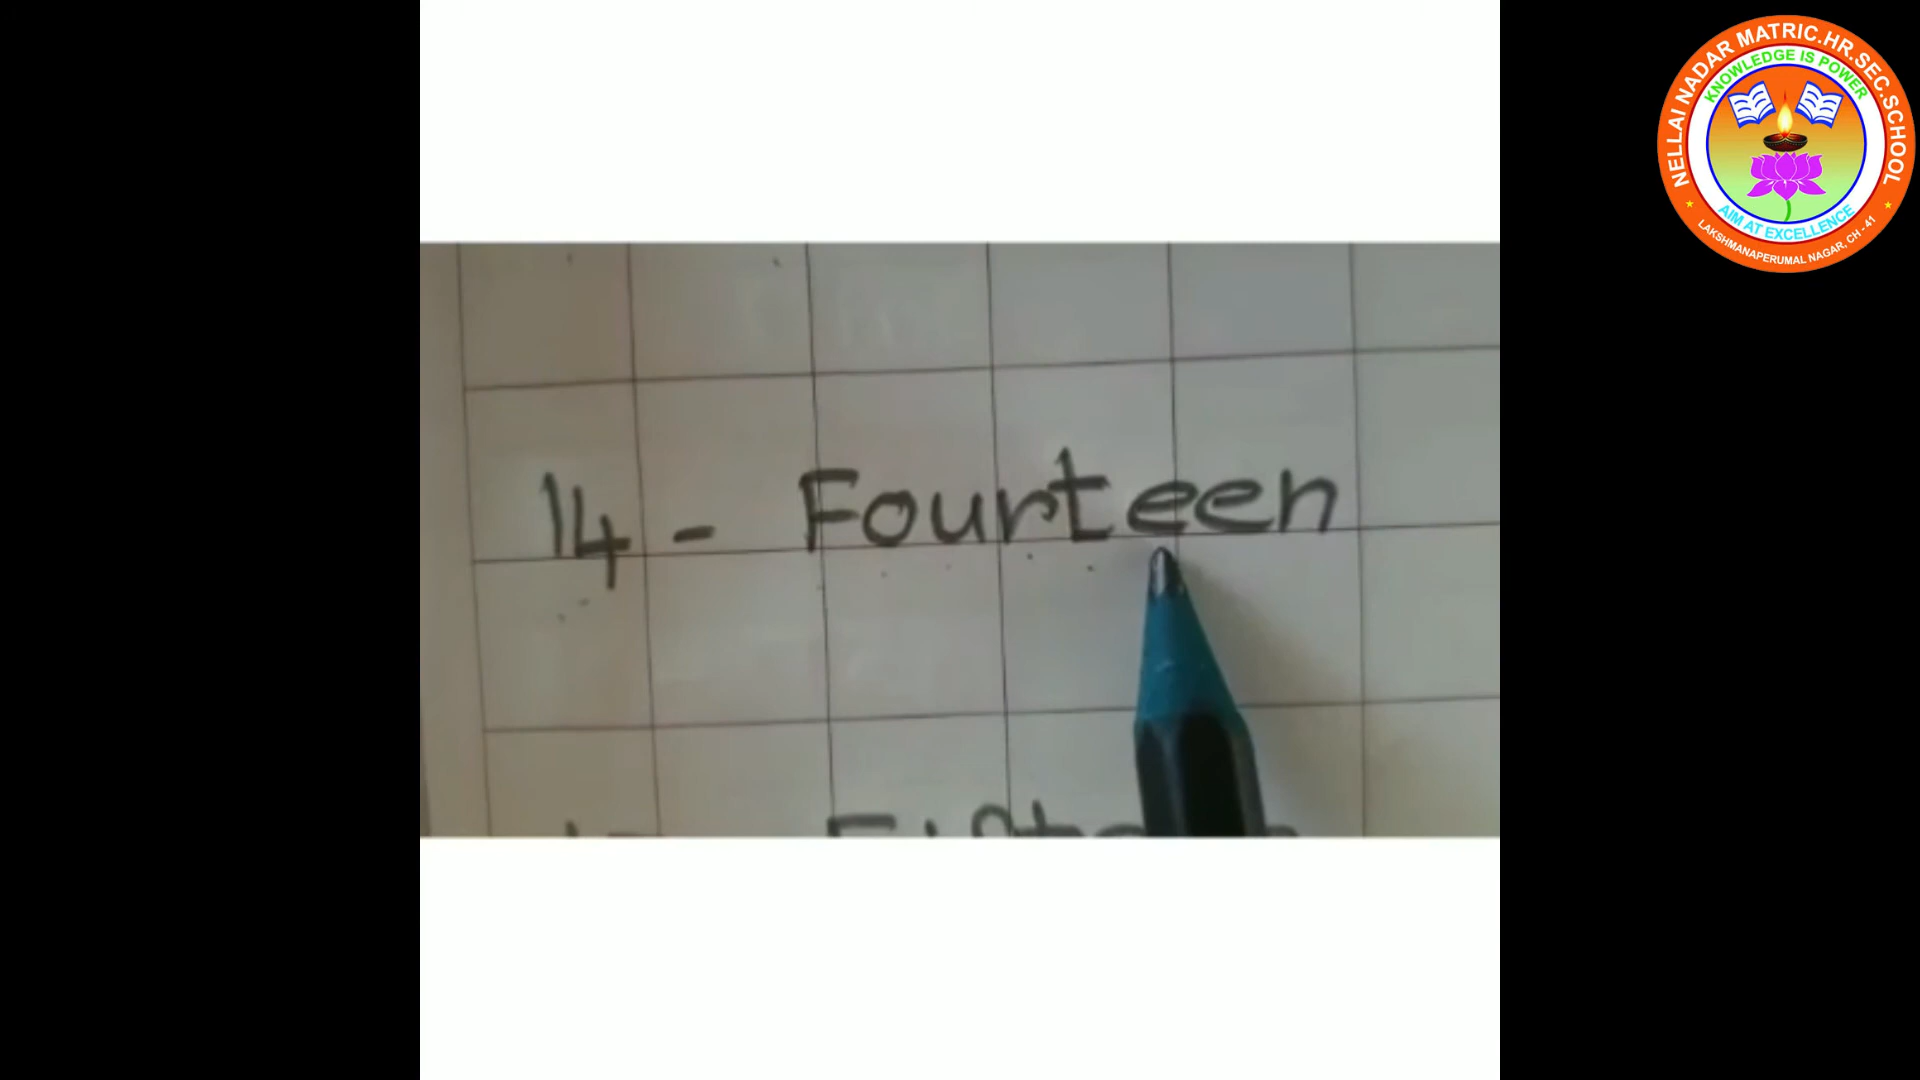 NELLAI NADAR MATRIC.HR.SEC.SCHOOL
KNOWLEDGE IS POWER
AIM AT EXCELLENCE
LAKSHMANAPERUMAL NAGAR, CH - 41
14 - Fourteen